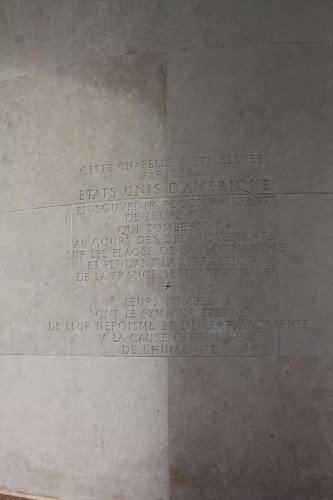 CETTE CHAPELLE A ETE ELEVEE
PAR LES
ETATS UNIS D'AMERIQUE
EN SOUVENIR RECONNAISSANT
DE LEURS FILS
QUI TOMBERENT
AU COURS DES DEBARQUEMENTS
SUR LES PLAGES DE LA NORMANDIE
ET PENDANT LA LIBERATION
DE LA FRANCE SEPTENTRIONALE
LEURS TOMBES
SONT LE SYMBOLE ETERNEL
DE LEUR HEROISME ET DE LEUR SACRIFICE
A LA CAUSE COMMUNE
DE L'HUMANITE